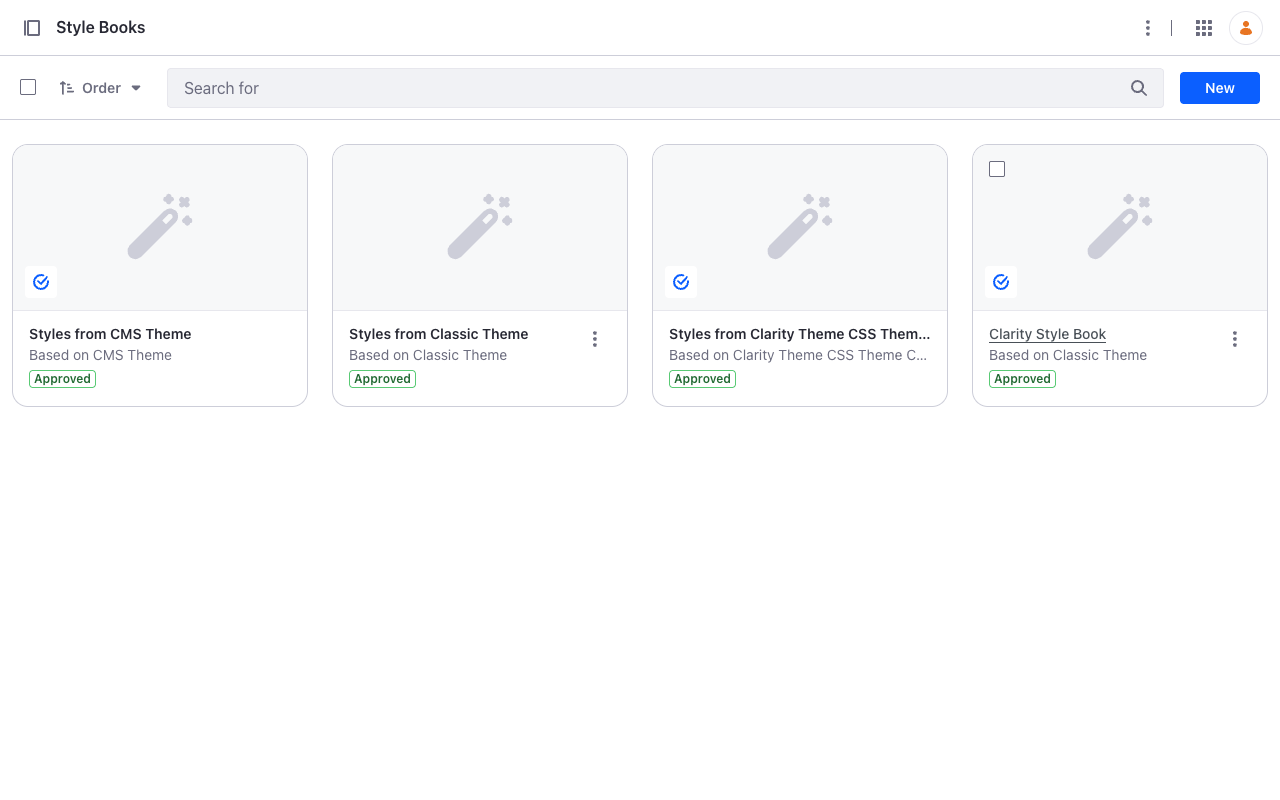 Style Books
Order
Search for
New
Styles from CMS Theme
Based on CMS Theme
Approved
Styles from Classic Theme
Based on Classic Theme
Approved
Styles from Clarity Theme CSS Them...
Based on Clarity Theme CSS Theme C...
Approved
Clarity Style Book
Based on Classic Theme
Approved